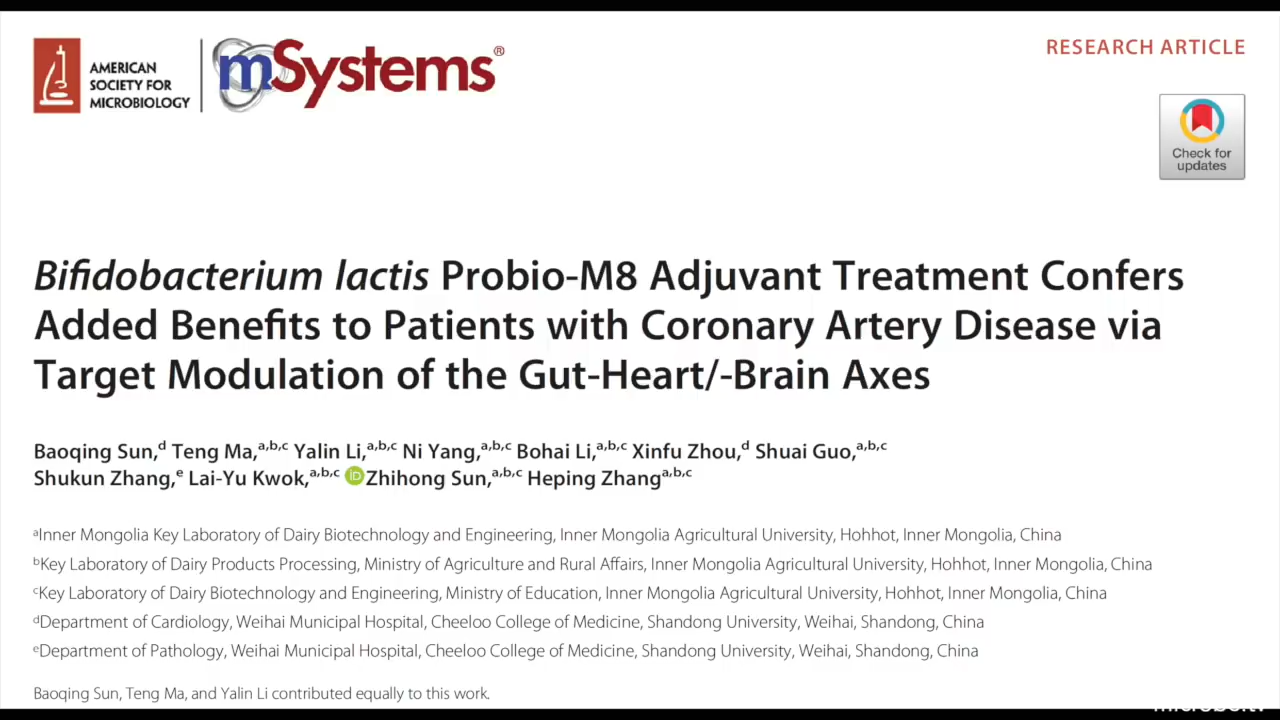 AMERICAN
SOCIETY FOR
MICROBIOLOGY
mSystems®
RESEARCH ARTICLE
Check for
updates
Bifidobacterium lactis Probio-M8 Adjuvant Treatment Confers
Added Benefits to Patients with Coronary Artery Disease via
Target Modulation of the Gut-Heart/-Brain Axes
Baoqing Sun,d Teng Ma,a,b,c Yalin Li,a,b,c Ni Yang,a,b,c Bohai Li,a,b,c Xinfu Zhou,d Shuai Guo,a,b,c
Shukun Zhang,e Lai-Yu Kwok,a,b,c iD Zhihong Sun,a,b,c Heping Zhanga,b,c
aInner Mongolia Key Laboratory of Dairy Biotechnology and Engineering, Inner Mongolia Agricultural University, Hohhot, Inner Mongolia, China
bKey Laboratory of Dairy Products Processing, Ministry of Agriculture and Rural Affairs, Inner Mongolia Agricultural University, Hohhot, Inner Mongolia, China
cKey Laboratory of Dairy Biotechnology and Engineering, Ministry of Education, Inner Mongolia Agricultural University, Hohhot, Inner Mongolia, China
dDepartment of Cardiology, Weihai Municipal Hospital, Cheeloo College of Medicine, Shandong University, Weihai, Shandong, China
eDepartment of Pathology, Weihai Municipal Hospital, Cheeloo College of Medicine, Shandong University, Weihai, Shandong, China
Baoqing Sun, Teng Ma, and Yalin Li contributed equally to this work.